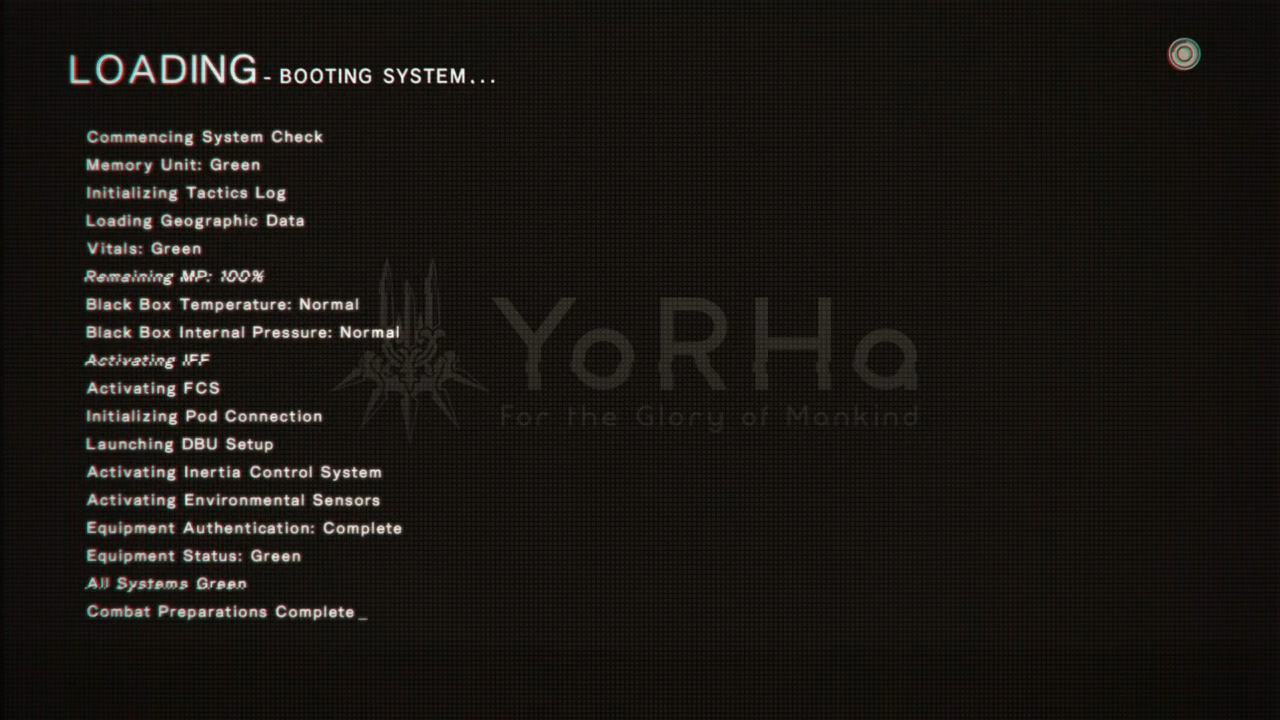 LOADING - BOOTING SYSTEM...
Commencing System Check
Memory Unit: Green
Initializing Tactics Log
Loading Geographic Data
Vitals: Green
Remaining MP: 100%
Black Box Temperature: Normal
Black Box Internal Pressure: Normal
Activating IFF
Activating FCS
Initializing Pod Connection
Launching DBU Setup
Activating Inertia Control System
Activating Environmental Sensors
Equipment Authentication: Complete
Equipment Status: Green
All Systems Green
Combat Preparations Complete_
YoRHa
For the Glory of Mankind